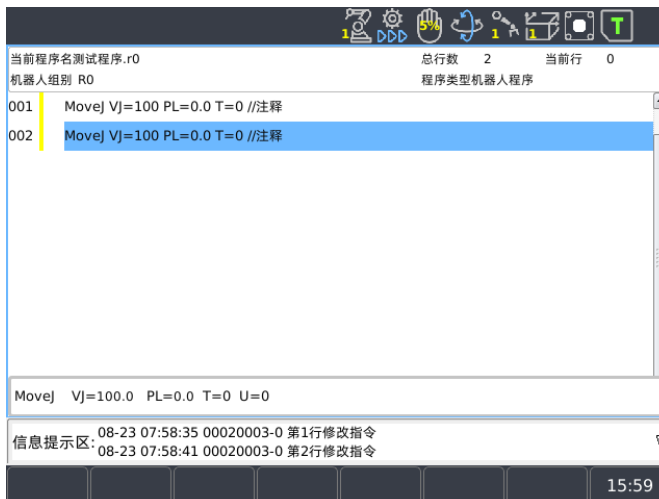 1 5% 1 1 T
当前程序名测试程序.r0 总行数 2 当前行 0
机器人组别 R0 程序类型机器人程序
001 MoveJ VJ=100 PL=0.0 T=0 //注释
002 MoveJ VJ=100 PL=0.0 T=0 //注释
MoveJ VJ=100.0 PL=0.0 T=0 U=0
信息提示区:
08-23 07:58:35 00020003-0 第1行修改指令
08-23 07:58:41 00020003-0 第2行修改指令
15:59